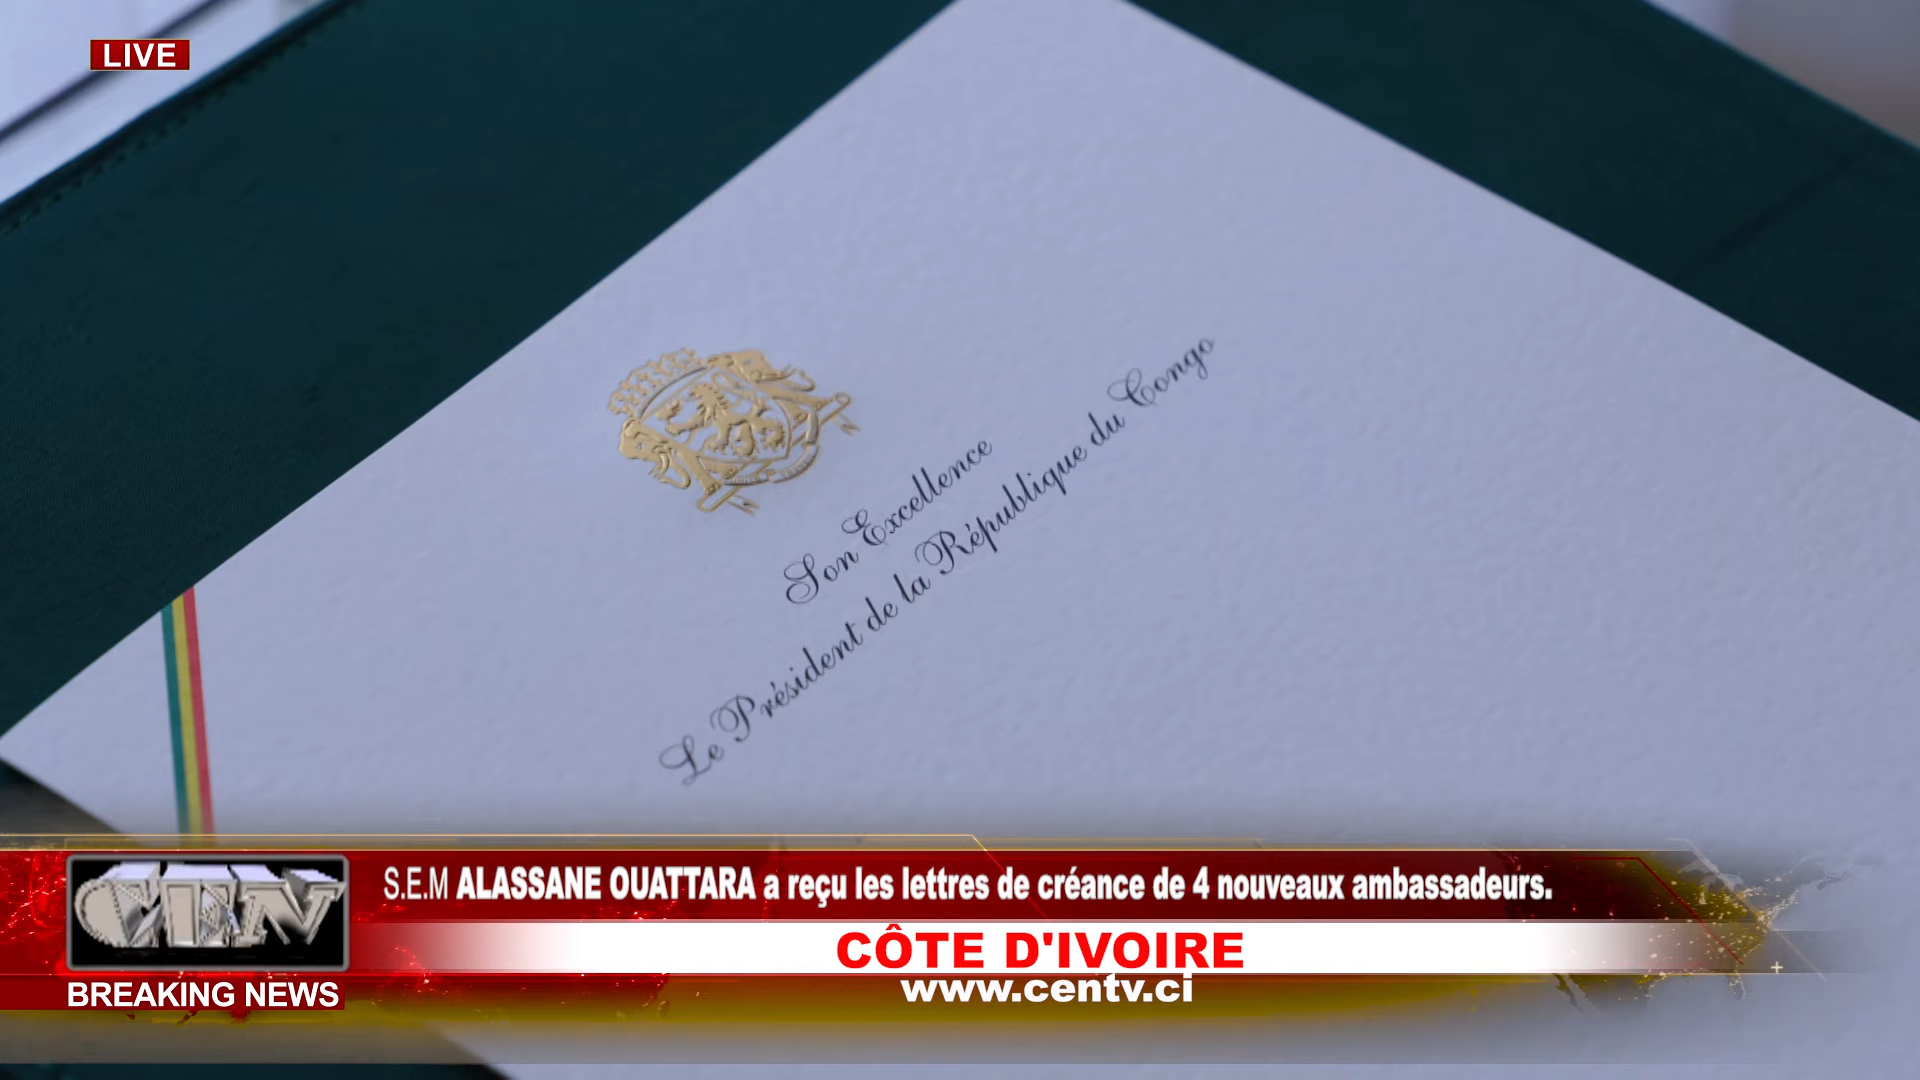 LIVE
Son Excellence
Le Président de la République du Congo
CEN
S.E.M ALASSANE OUATTARA a reçu les lettres de créance de 4 nouveaux ambassadeurs.
CÔTE D'IVOIRE
www.centv.ci
BREAKING NEWS